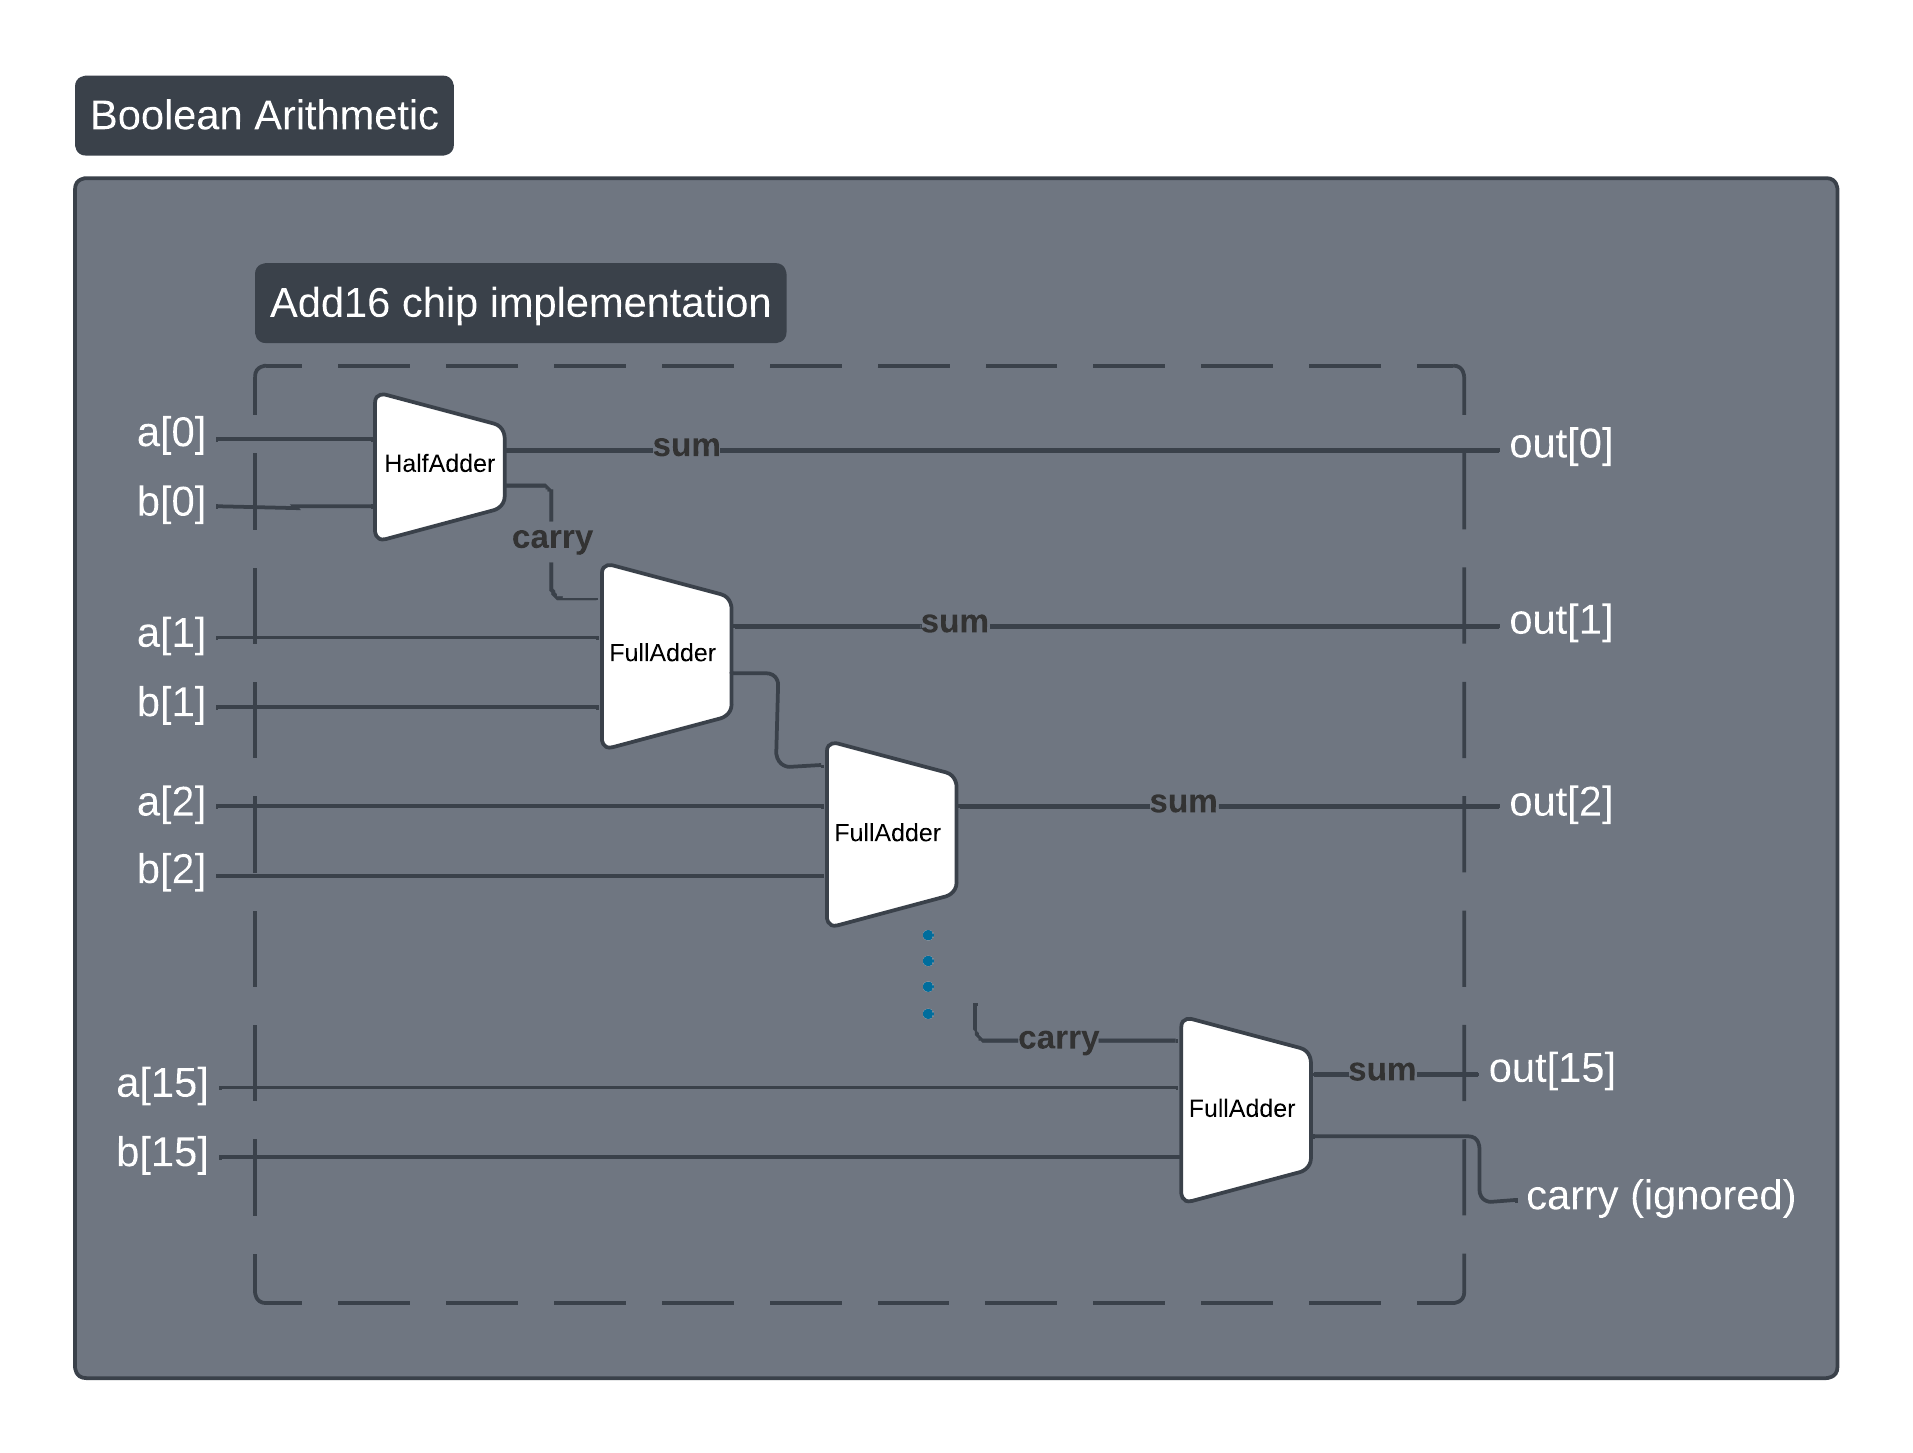 Boolean Arithmetic
Add16 chip implementation
a[0]
HalfAdder
sum
out[0]
b[0]
carry
a[1]
FullAdder
sum
out[1]
b[1]
a[2]
FullAdder
sum
out[2]
b[2]
carry
a[15]
FullAdder
sum
out[15]
b[15]
carry (ignored)